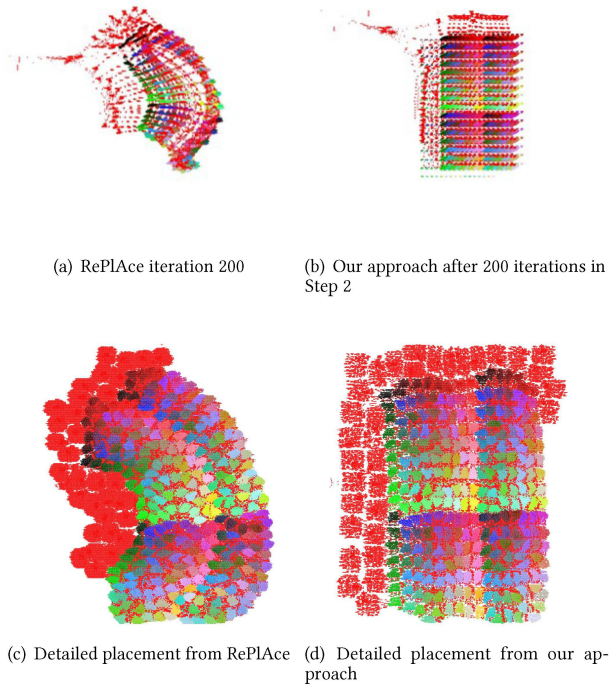 (a) RePlAce iteration 200
(b) Our approach after 200 iterations in
Step 2
(c) Detailed placement from RePlAce
(d) Detailed placement from our ap-
proach